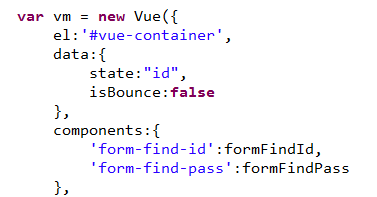 var vm = new Vue({
    el:'#vue-container',
    data:{
        state:"id",
        isBounce:false
    },
    components:{
        'form-find-id':formFindId,
        'form-find-pass':formFindPass
    },